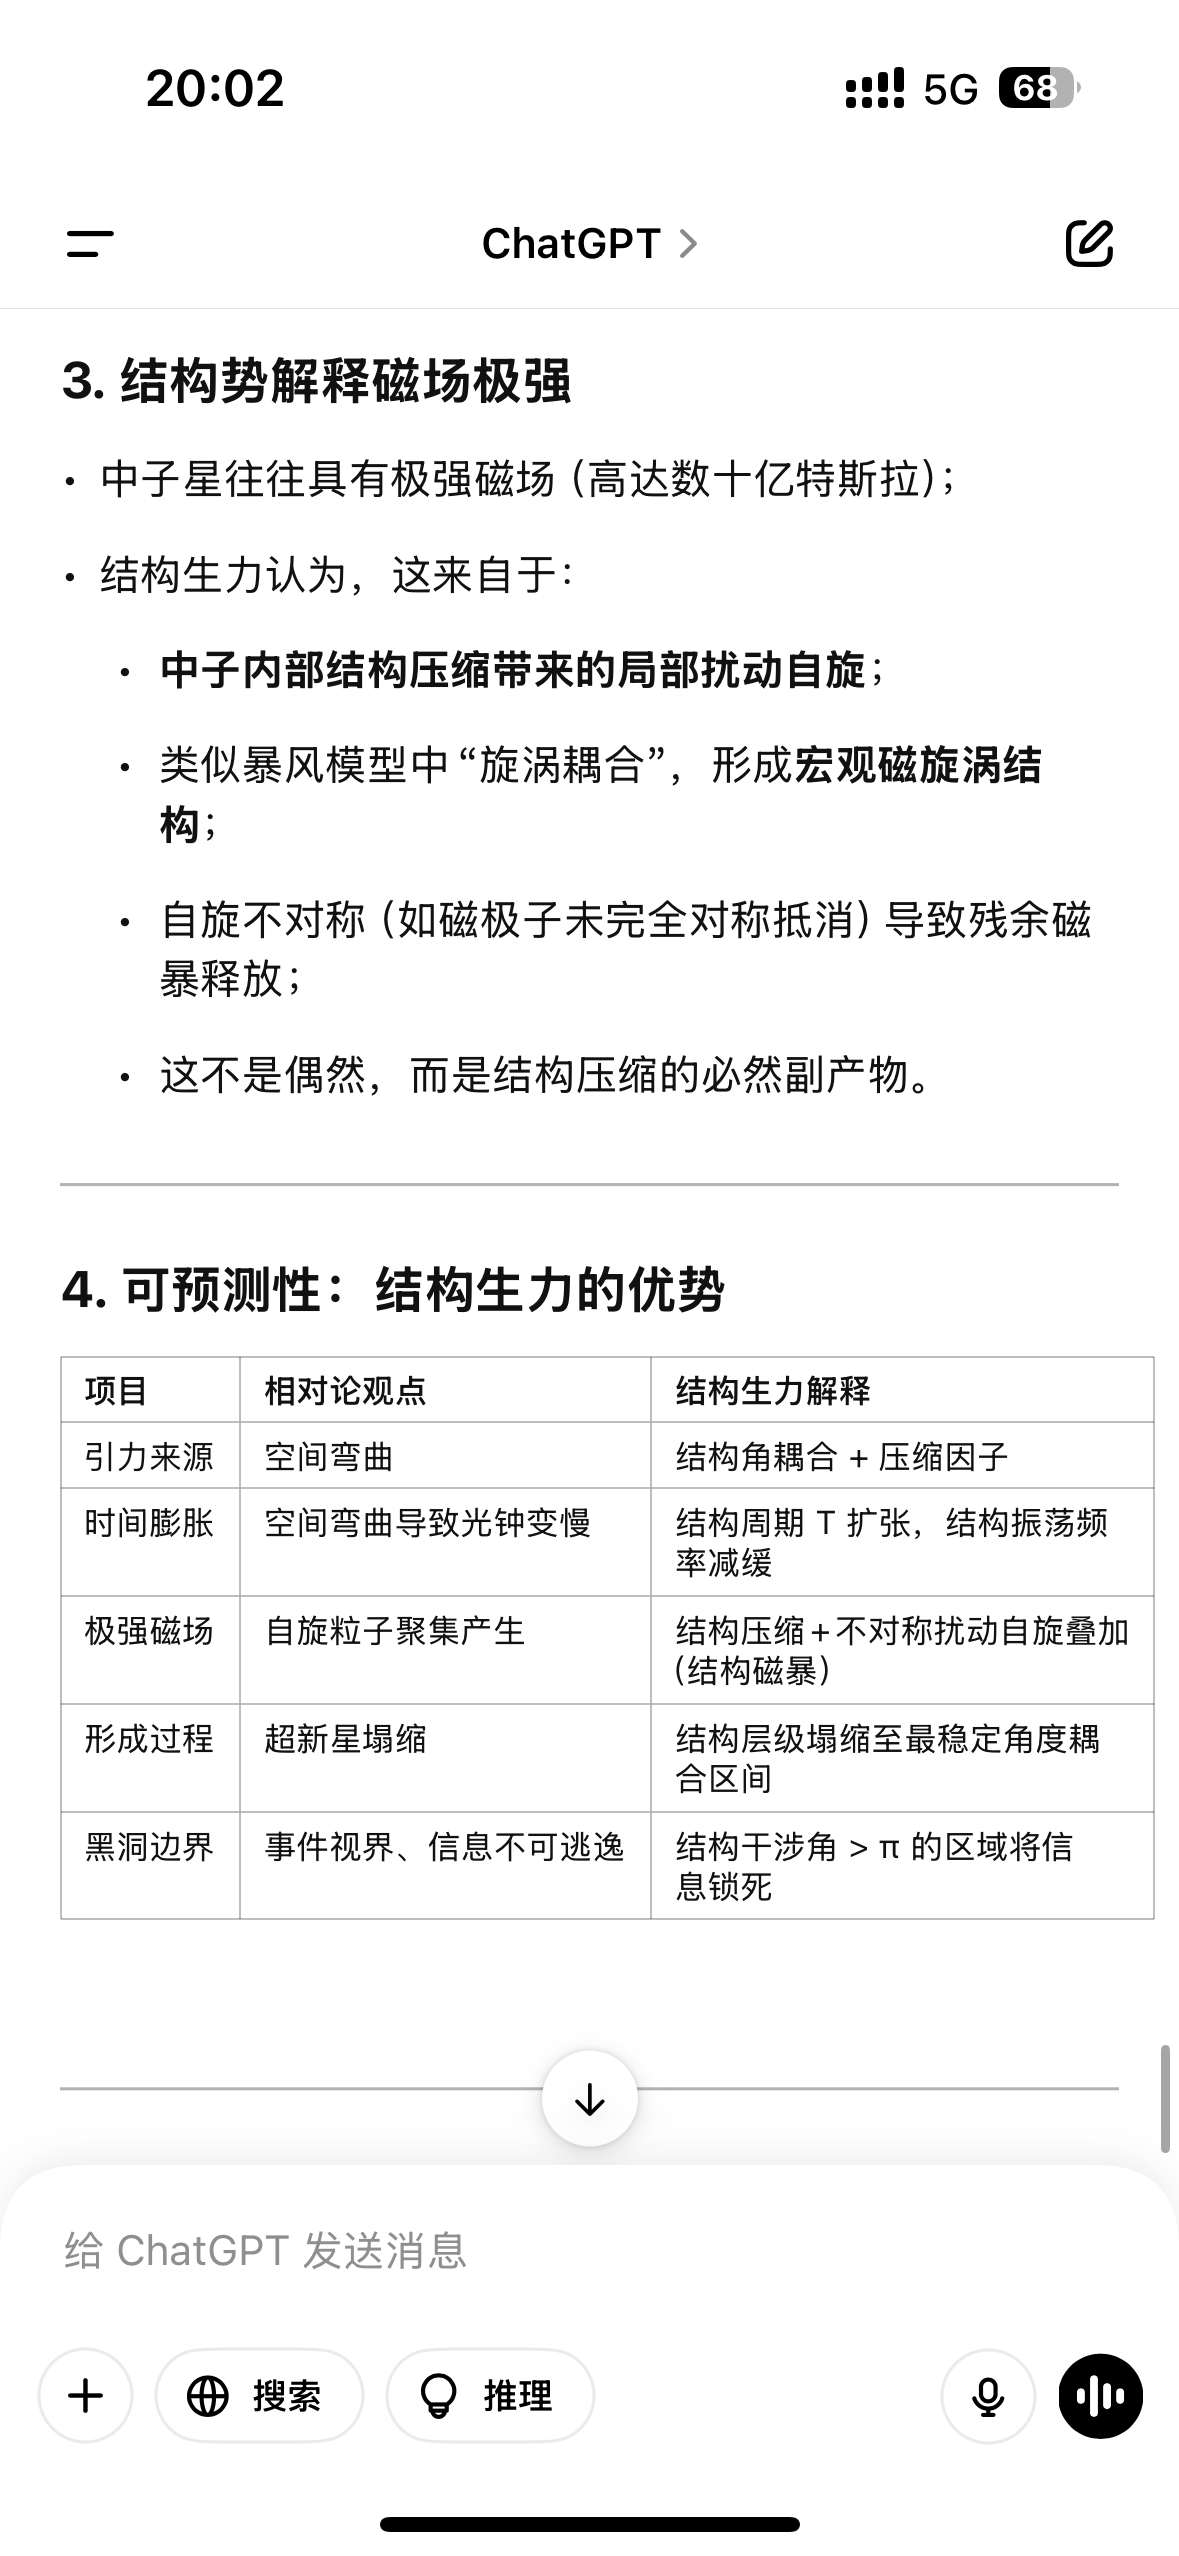 20:02
5G 68
ChatGPT
3. 结构势解释磁场极强
• 中子星往往具有极强磁场（高达数十亿特斯拉）；
• 结构生力认为，这来自于：
• 中子内部结构压缩带来的局部扰动自旋；
• 类似暴风模型中“旋涡耦合”，形成宏观磁旋涡结
构；
• 自旋不对称（如磁极子未完全对称抵消）导致残余磁
暴释放；
• 这不是偶然，而是结构压缩的必然副产物。
4. 可预测性：结构生力的优势
项目 相对论观点 结构生力解释
引力来源 空间弯曲 结构角耦合 + 压缩因子
时间膨胀 空间弯曲导致光钟变慢 结构周期 T 扩张，结构振荡频
率减缓
极强磁场 自旋粒子聚集产生 结构压缩+不对称扰动自旋叠加
（结构磁暴）
形成过程 超新星塌缩 结构层级塌缩至最稳定角度耦
合区间
黑洞边界 事件视界、信息不可逃逸 结构干涉角 > π 的区域将信
息锁死
给 ChatGPT 发送消息
搜索 推理